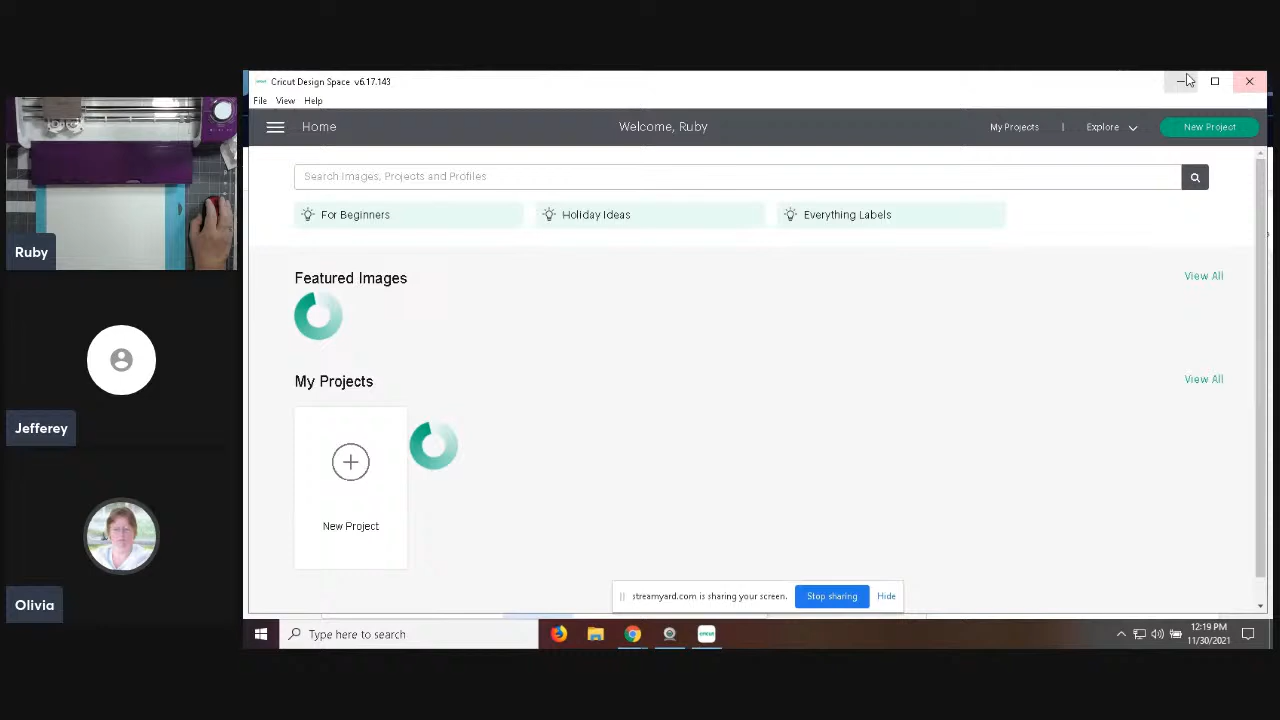 Cricut Design Space v6.17.143
File View Help
Home
Welcome, Ruby
My Projects | Explore
New Project
Search Images, Projects and Profiles
For Beginners
Holiday Ideas
Everything Labels
Featured Images
View All
My Projects
View All
New Project
streamyard.com is sharing your screen.
Stop sharing
Hide
Type here to search
cricut
12:19 PM
11/30/2021
Ruby
Jefferey
Olivia